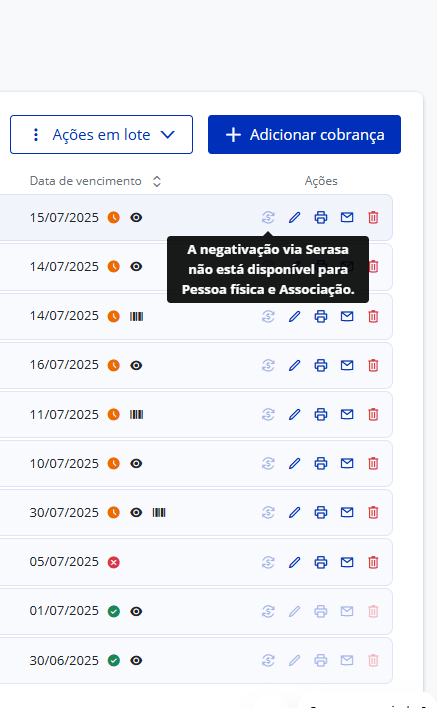 Ações em lote
Adicionar cobrança
Data de vencimento
Ações
15/07/2025
A negativação via Serasa
não está disponível para
Pessoa física e Associação.
14/07/2025
14/07/2025
16/07/2025
11/07/2025
10/07/2025
30/07/2025
05/07/2025
01/07/2025
30/06/2025